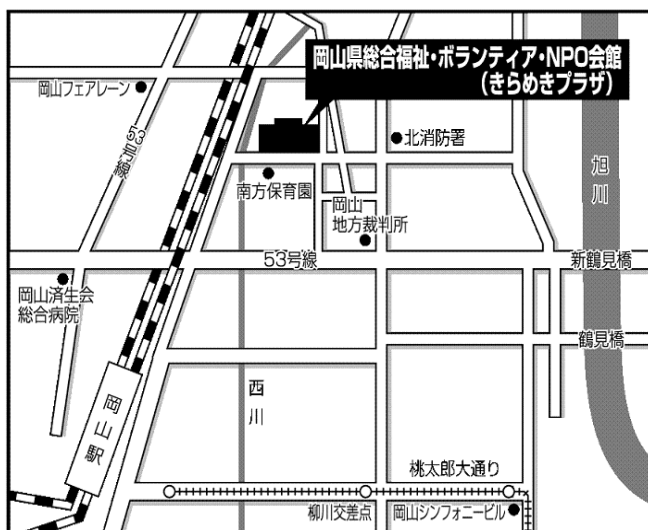 岡山県総合福祉・ボランティア・NPO会館
(きらめきプラザ)
岡山フェアレーン
53号線
北消防署
旭川
南方保育園
岡山
地方裁判所
53号線
新鶴見橋
岡山済生会
総合病院
鶴見橋
岡山駅
西川
桃太郎大通り
柳川交差点
岡山シンフォニービル